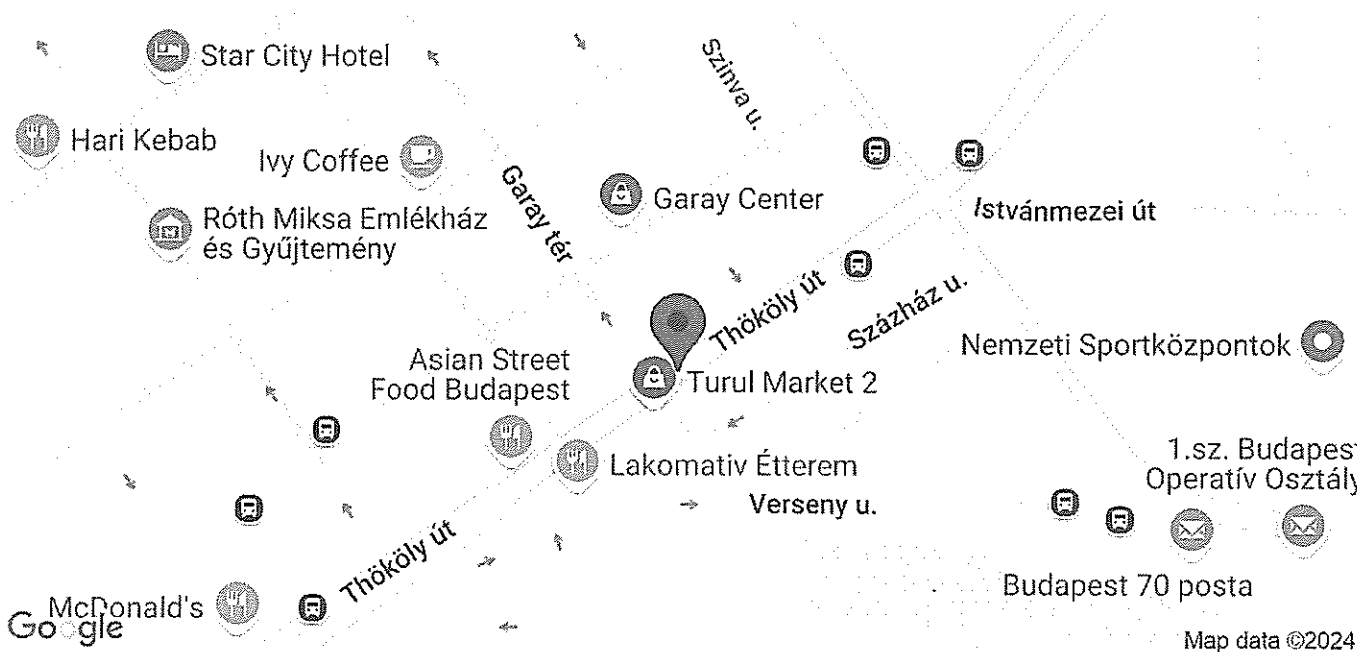 Star City Hotel
Szinva u.
Hari Kebab
Ivy Coffee
Garay tér
Garay Center
Istvánmezei út
Róth Miksa Emlékház
és Gyűjtemény
Thököly út
Százház u.
Nemzeti Sportközpontok
Asian Street
Food Budapest
Turul Market 2
Lakomatív Étterem
1.sz. Budapest
Operatív Osztály
Verseny u.
Thököly út
Budapest 70 posta
McDonald's
Google
Map data ©2024